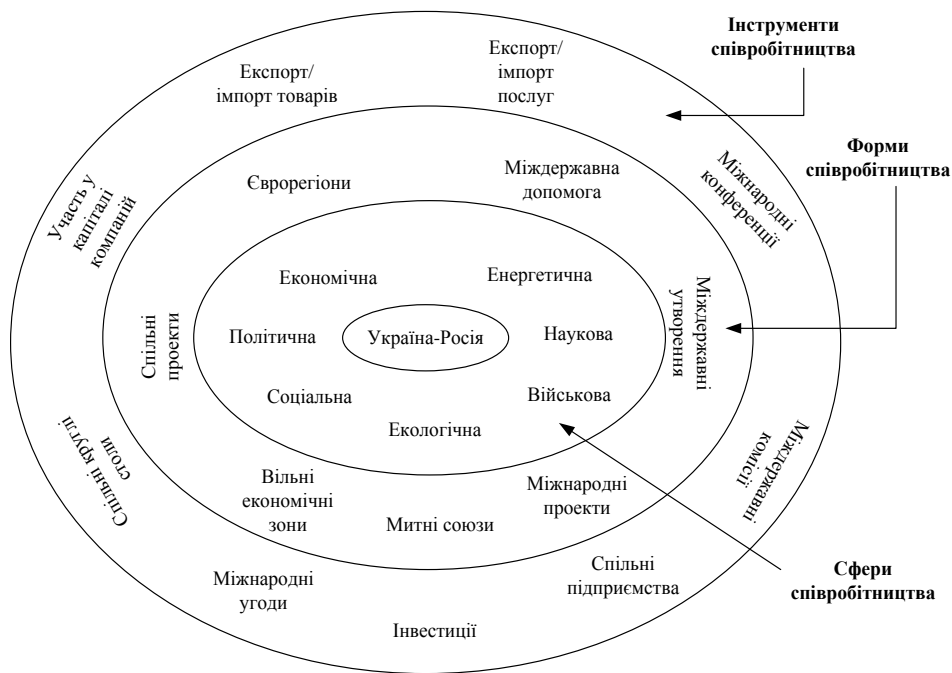 Інструменти
співробітництва
Експорт/
імпорт товарів
Експорт/
імпорт
послуг
Форми
співробітництва
Участь у
капіталі
компаній
Єврорегіони
Міждержавна
допомога
Міжнародні
конференції
Економічна
Енергетична
Спільні
проекти
Політична
Україна-Росія
Наукова
Міждержавні
утворення
Соціальна
Військова
Екологічна
Спільні круглі
столи
Міждержавні
комісії
Вільні
економічні
зони
Митні союзи
Міжнародні
проекти
Міжнародні
угоди
Інвестиції
Спільні
підприємства
Сфери
співробітництва